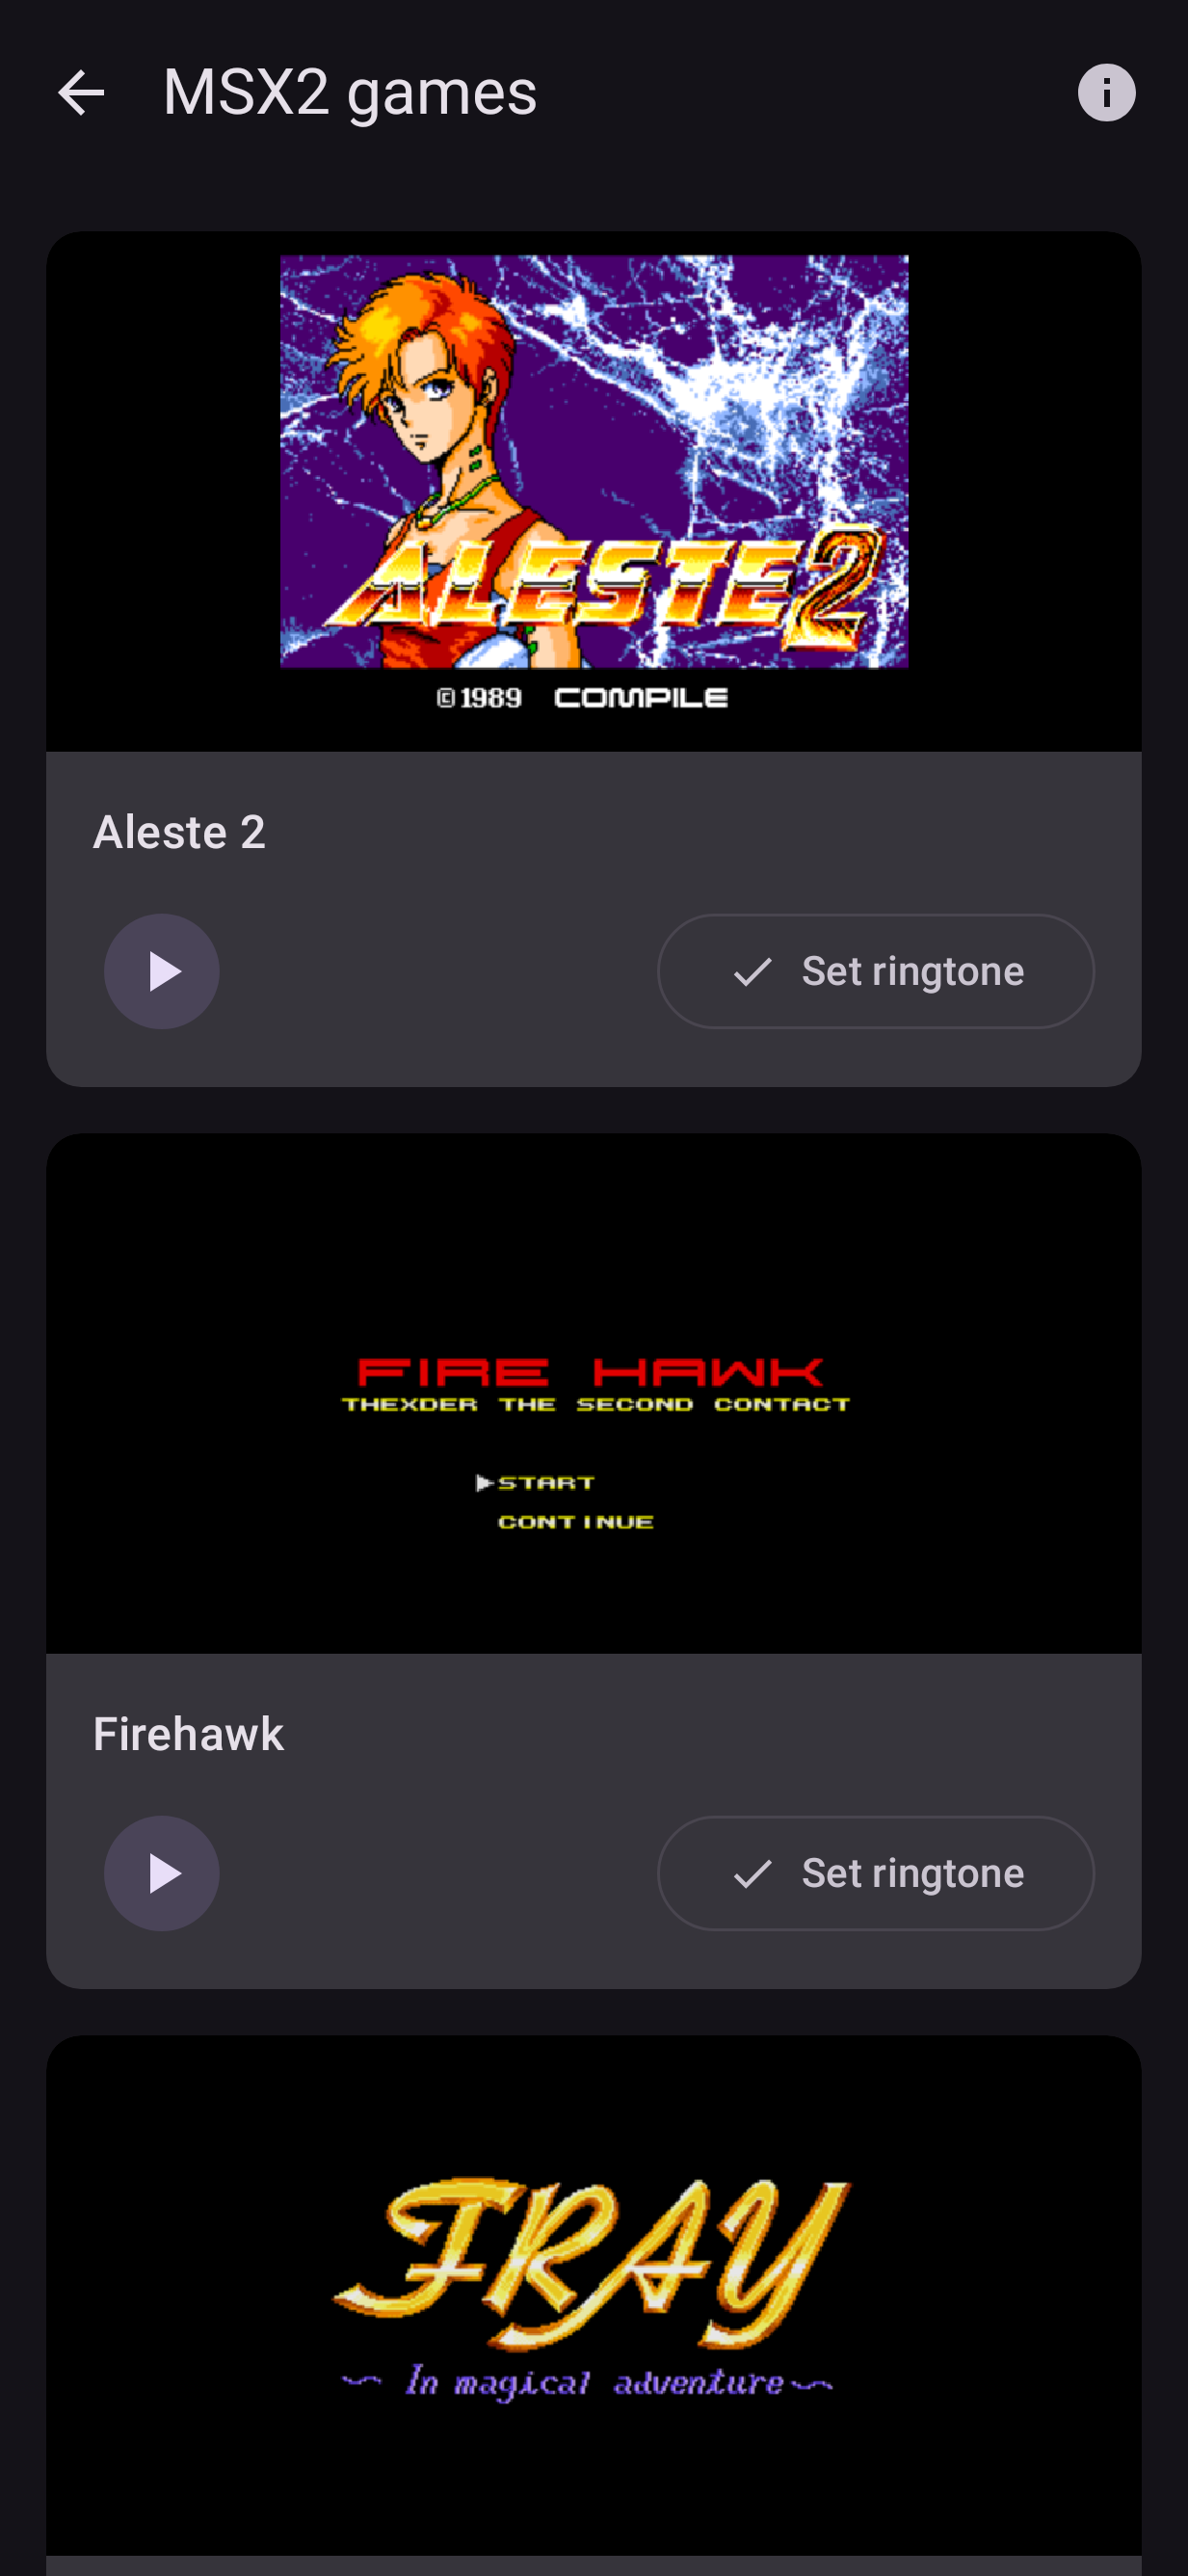 MSX2 games
ALESTE 2
© 1989 COMPILE
Aleste 2
Set ringtone
FIRE HAWK
THEXDER THE SECOND CONTACT
START
CONTINUE
Firehawk
Set ringtone
FRAY
In magical adventure